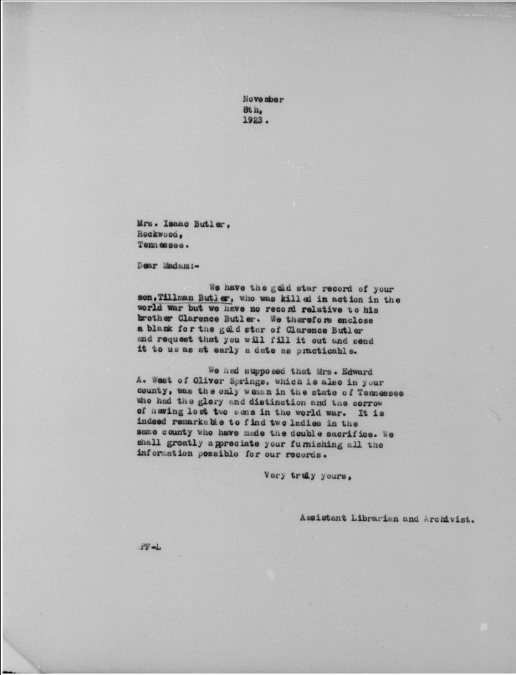 November
8th,
1923.
Mrs. Isaac Butler,
Rockwood,
Tennessee.
Dear Madam:-
We have the gold star record of your
son,Tillman Butler, who was killed in action in the
world war but we have no record relative to his
brother Clarence Butler. We therefore enclose
a blank for the gold star of Clarence Butler
and request that you will fill it out and send
it to us as at early a date as practicable.
We had supposed that Mrs. Edward
A. West of Oliver Springs, which is also in your
county, was the only woman in the state of Tennessee
who had the glory and distinction and the sorrow
of having lost two sons in the world war. It is
indeed remarkable to find two ladies in the
same county who have made the double sacrifice. We
shall greatly appreciate your furnishing all the
information possible for our records.
Very truly yours,
Assistant Librarian and Archivist.
PF-L